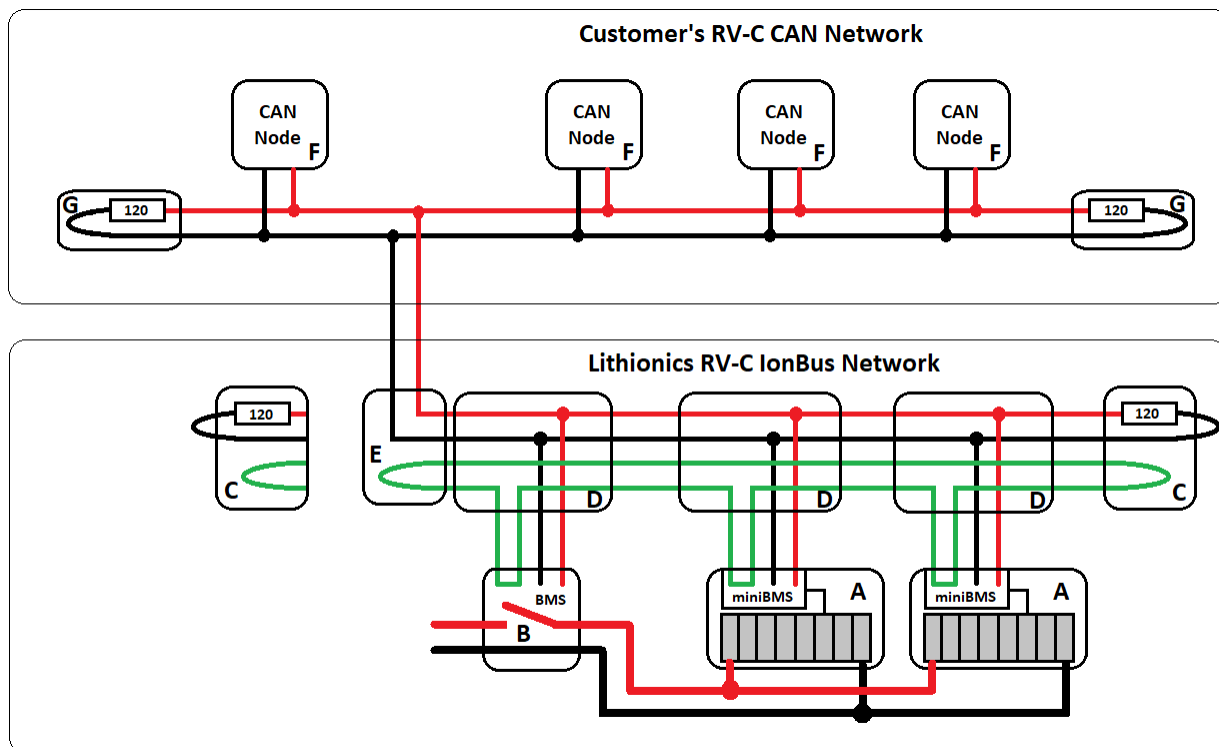 Customer's RV-C CAN Network
CAN
Node
F
CAN
Node
F
CAN
Node
F
CAN
Node
F
G
120
120
G
Lithionics RV-C IonBus Network
120
C
E
D
D
D
120
C
BMS
B
miniBMS
A
miniBMS
A